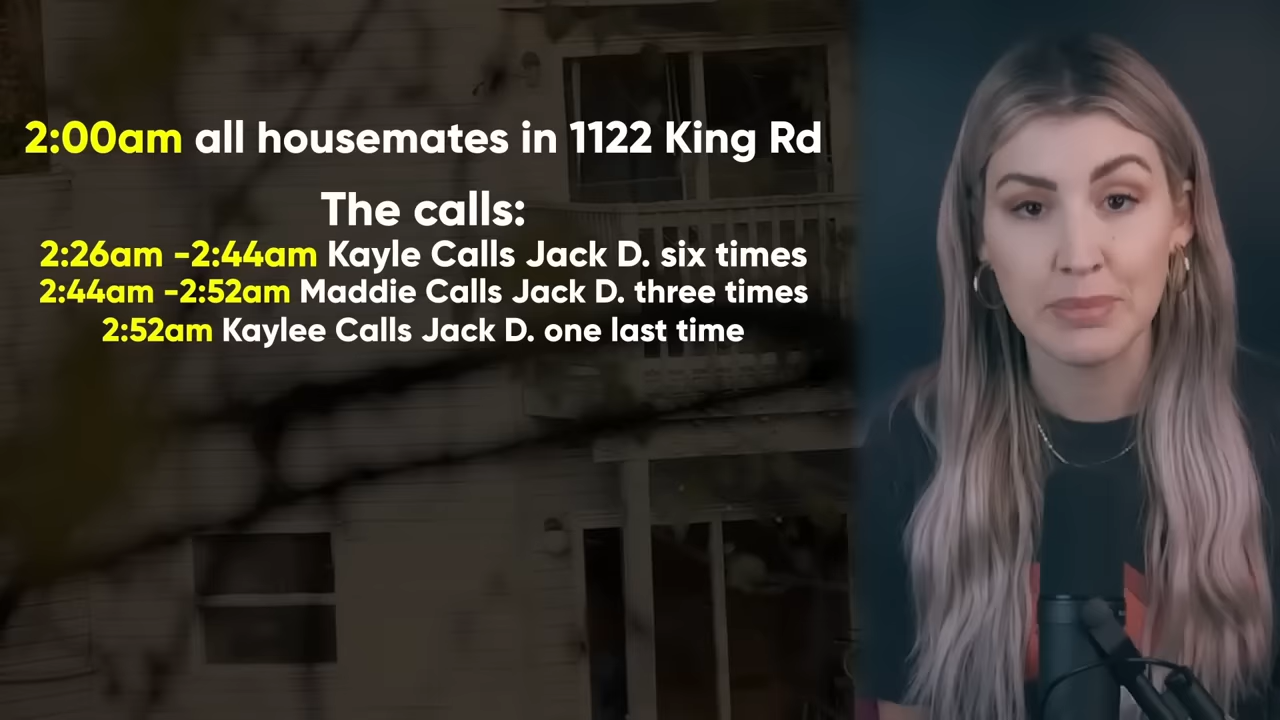 2:00am all housemates in 1122 King Rd
The calls:
2:26am -2:44am Kayle Calls Jack D. six times
2:44am -2:52am Maddie Calls Jack D. three times
2:52am Kaylee Calls Jack D. one last time